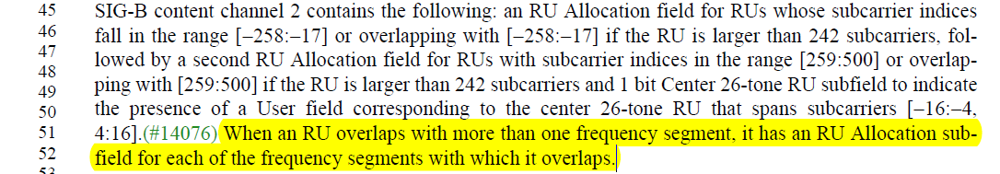 45 SIG-B content channel 2 contains the following: an RU Allocation field for RUs whose subcarrier indices
46 fall in the range [–258:–17] or overlapping with [–258:–17] if the RU is larger than 242 subcarriers, fol-
47 lowed by a second RU Allocation field for RUs with subcarrier indices in the range [259:500] or overlap-
48
49 ping with [259:500] if the RU is larger than 242 subcarriers and 1 bit Center 26-tone RU subfield to indicate
50 the presence of a User field corresponding to the center 26-tone RU that spans subcarriers [–16:–4,
51 4:16].(#14076) When an RU overlaps with more than one frequency segment, it has an RU Allocation sub-
52 field for each of the frequency segments with which it overlaps.